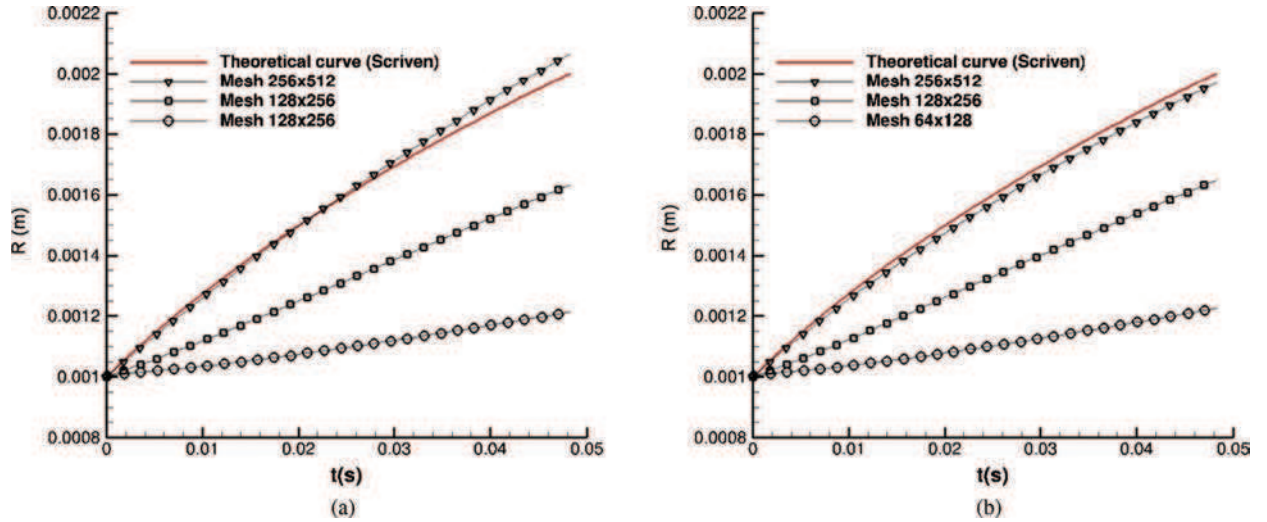 0.0022
0.002
0.0018
0.0016
0.0014
0.0012
0.001
0.0008
R (m)
Theoretical curve (Scriven)
Mesh 256x512
Mesh 128x256
Mesh 128x256
0
0.01
0.02
0.03
0.04
0.05
t(s)
(a)
0.0022
0.002
0.0018
0.0016
0.0014
0.0012
0.001
0.0008
R (m)
Theoretical curve (Scriven)
Mesh 256x512
Mesh 128x256
Mesh 64x128
0
0.01
0.02
0.03
0.04
0.05
t(s)
(b)